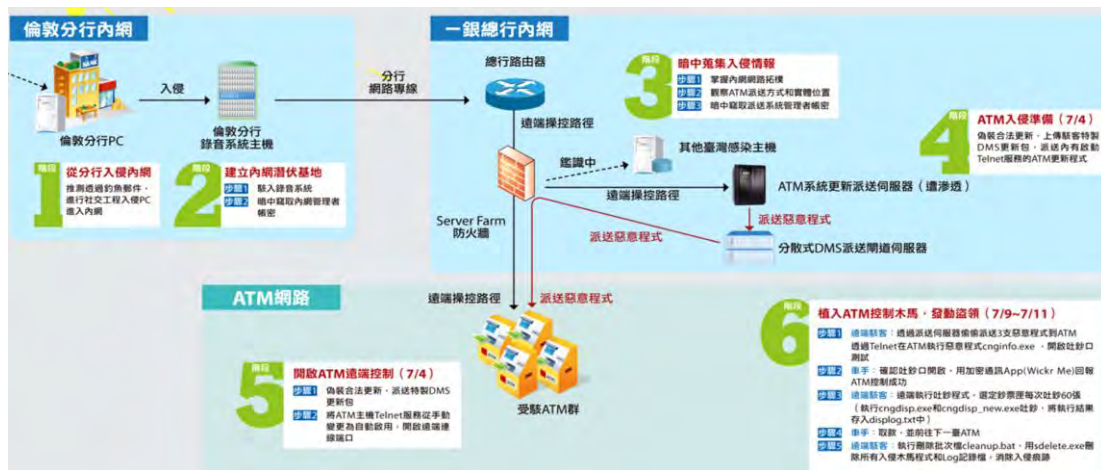 倫敦分行內網
倫敦分行PC
入侵
倫敦分行
錄音系統主機
分行
網路專線
階段
1
從分行入侵內網
推測透過釣魚郵件，
進行社交工程入侵PC
進入內網
階段
2
建立內網潛伏基地
步驟1 駭入錄音系統
步驟2 暗中竊取內網管理者
帳密
一銀總行內網
總行路由器
遠端操控路徑
Server Farm
防火牆
鑑識中
其他臺灣感染主機
遠端操控路徑
ATM系統更新派送伺服器（遭滲透）
派送惡意程式
派送惡意程式
分散式DMS派送閘道伺服器
階段
3
暗中蒐集入侵情報
步驟1 掌握內網網路拓樸
步驟2 觀察ATM派送方式和實體位置
步驟3 暗中竊取派送系統管理者帳密
階段
4
ATM入侵準備（7/4）
偽裝合法更新，上傳駭客特製
DMS更新包，派送內有啟動
Telnet服務的ATM更新程式
ATM網路
遠端操控路徑
派送惡意程式
受駭ATM群
階段
5
開啟ATM遠端控制（7/4）
步驟1 偽裝合法更新，派送特製DMS
更新包
步驟2 將ATM主機Telnet服務從手動
變更為自動啟用，開啟遠端連
線端口
階段
6
植入ATM控制木馬，發動盜領（7/9~7/11）
步驟1 遠端駭客：透過派送伺服器偷偷派送3支惡意程式到ATM
透過Telnet在ATM執行惡意程式cnginfo.exe ，開啟吐鈔口
測試
步驟2 車手：確認吐鈔口開啟，用加密通訊App(Wickr Me)回報
ATM控制成功
步驟3 遠端駭客：遠端執行吐鈔程式，選定鈔票匣每次吐鈔60張
（執行cngdisp.exe和cngdisp_new.exe吐鈔，將執行結果
存入displog.txt中）
步驟4 車手：取款，並前往下一臺ATM
步驟5 遠端駭客：執行刪除批次檔cleanup.bat，用sdelete.exe刪
除所有入侵木馬程式和Log記錄檔，消除入侵痕跡